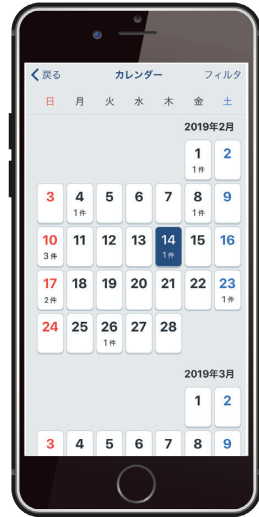 戻る カレンダー フィルタ
日 月 火 水 木 金 土
2019年2月
1 2
1件
3 4 5 6 7 8 9
1件 1件
10 11 12 13 14 15 16
3件 1件
17 18 19 20 21 22 23
2件 1件
24 25 26 27 28
1件
2019年3月
1 2
3 4 5 6 7 8 9